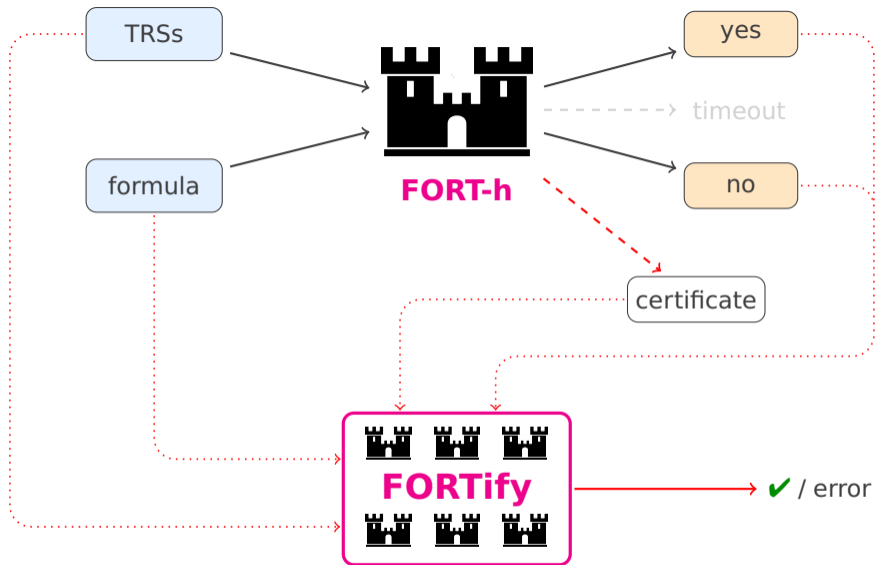 TRSs
yes
timeout
formula
FORT-h
no
certificate
FORTify
✔ / error